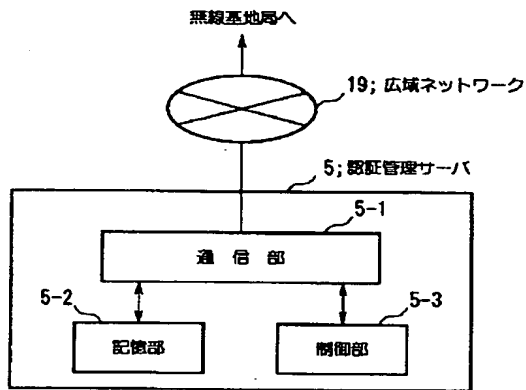 無線基地局へ
19; 広域ネットワーク
5; 認証管理サーバ
5-1
通信部
5-2
5-3
記憶部
制御部